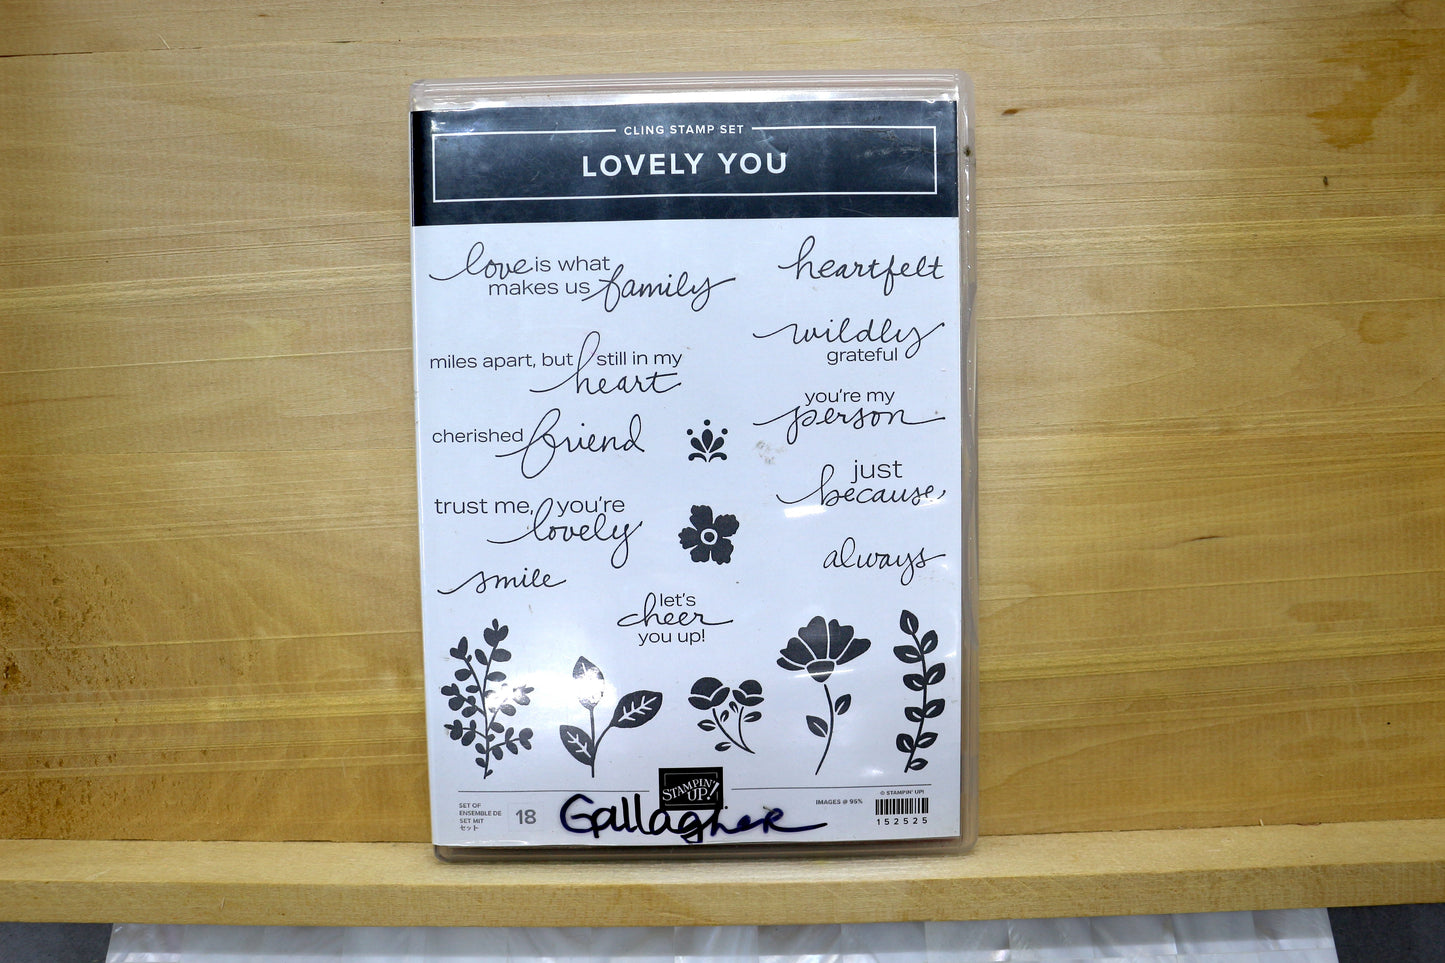 CLING STAMP SET
LOVELY YOU
love is what
makes us family
heartfelt
wildly
grateful
miles apart, but still in my
heart
you're my
person
cherished friend
just
because
trust me, you're
lovely
always
smile
let's
cheer
you up!
STAMPIN'
UP!
SET OF
ENSEMBLE DE
SET MIT
セット
18
Gallagher
IMAGES @ 95%
© STAMPIN' UP!
152525